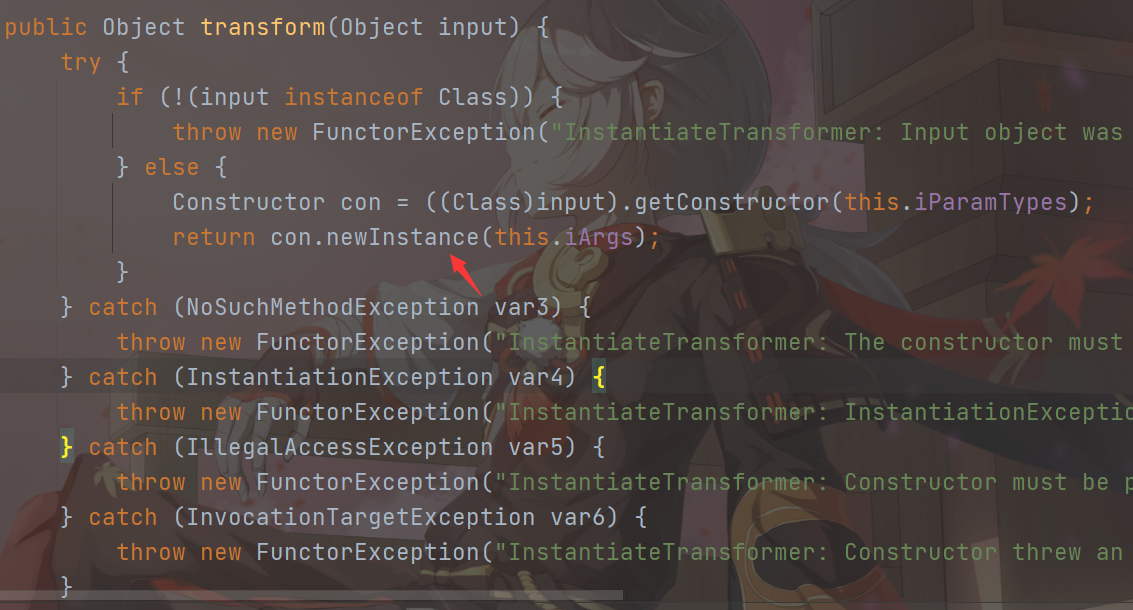 public Object transform(Object input) {
    try {
        if (!(input instanceof Class)) {
            throw new FunctorException("InstantiateTransformer: Input object was
        } else {
            Constructor con = ((Class)input).getConstructor(this.iParamTypes);
            return con.newInstance(this.iArgs);
        }
    } catch (NoSuchMethodException var3) {
        throw new FunctorException("InstantiateTransformer: The constructor must
    } catch (InstantiationException var4) {
        throw new FunctorException("InstantiateTransformer: InstantiationExceptio
    } catch (IllegalAccessException var5) {
        throw new FunctorException("InstantiateTransformer: Constructor must be p
    } catch (InvocationTargetException var6) {
        throw new FunctorException("InstantiateTransformer: Constructor threw an
    }